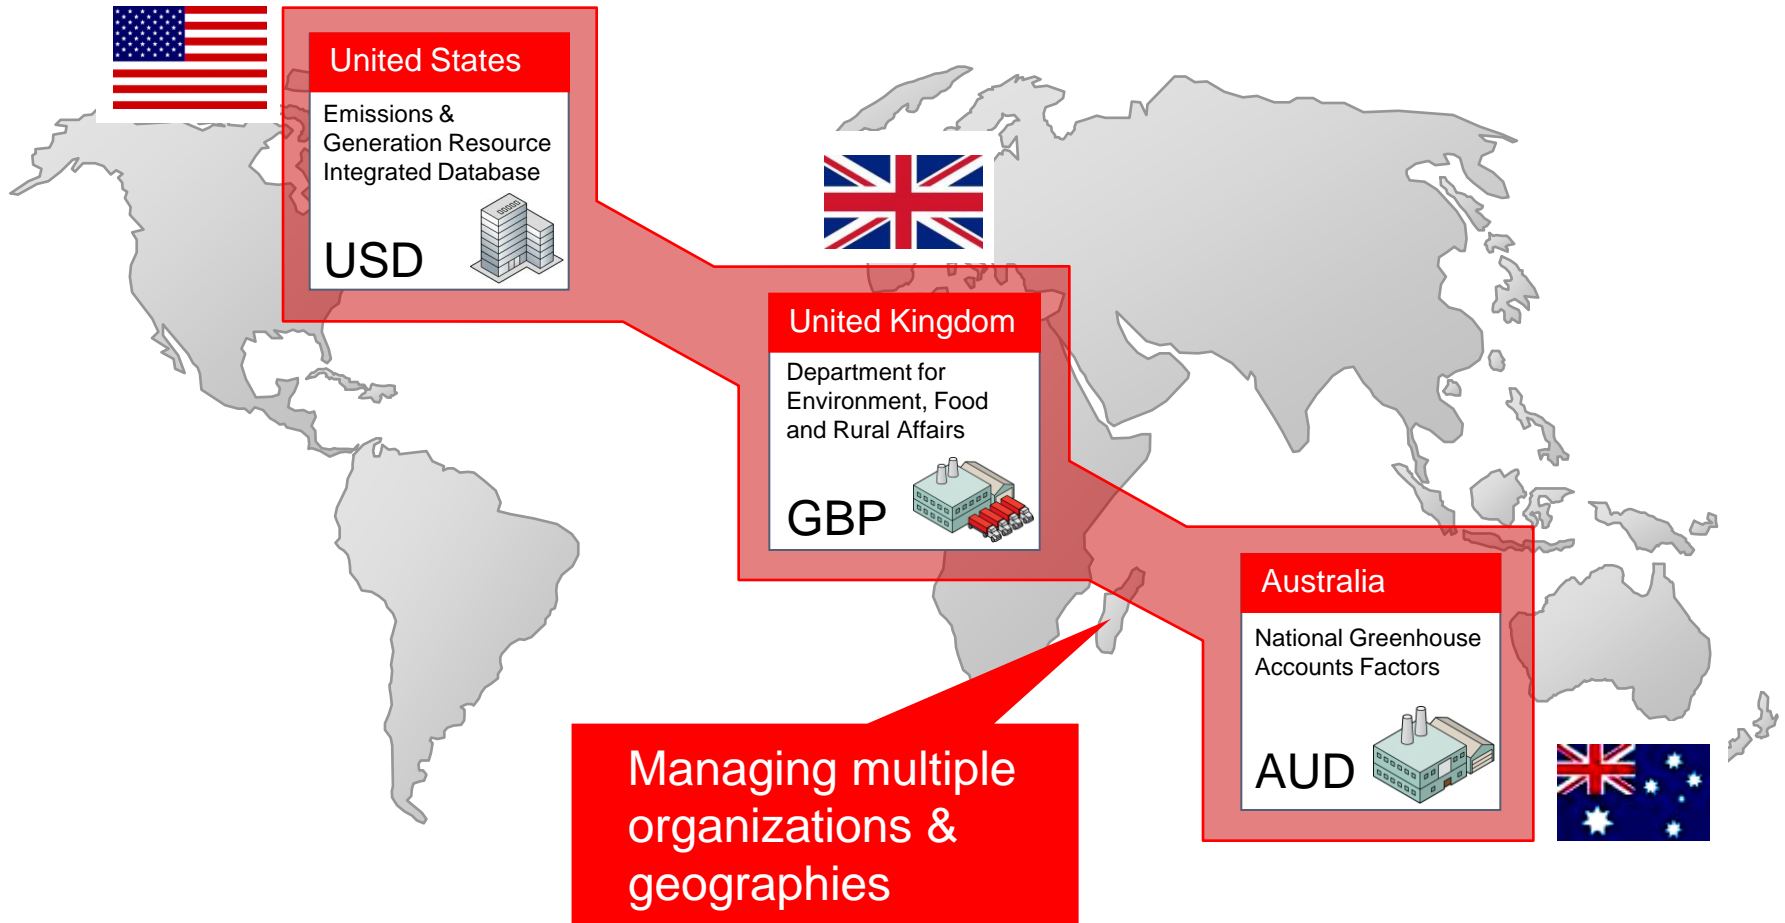 United States
Emissions &
Generation Resource
Integrated Database
USD
United Kingdom
Department for
Environment, Food
and Rural Affairs
GBP
Australia
National Greenhouse
Accounts Factors
AUD
Managing multiple
organizations &
geographies